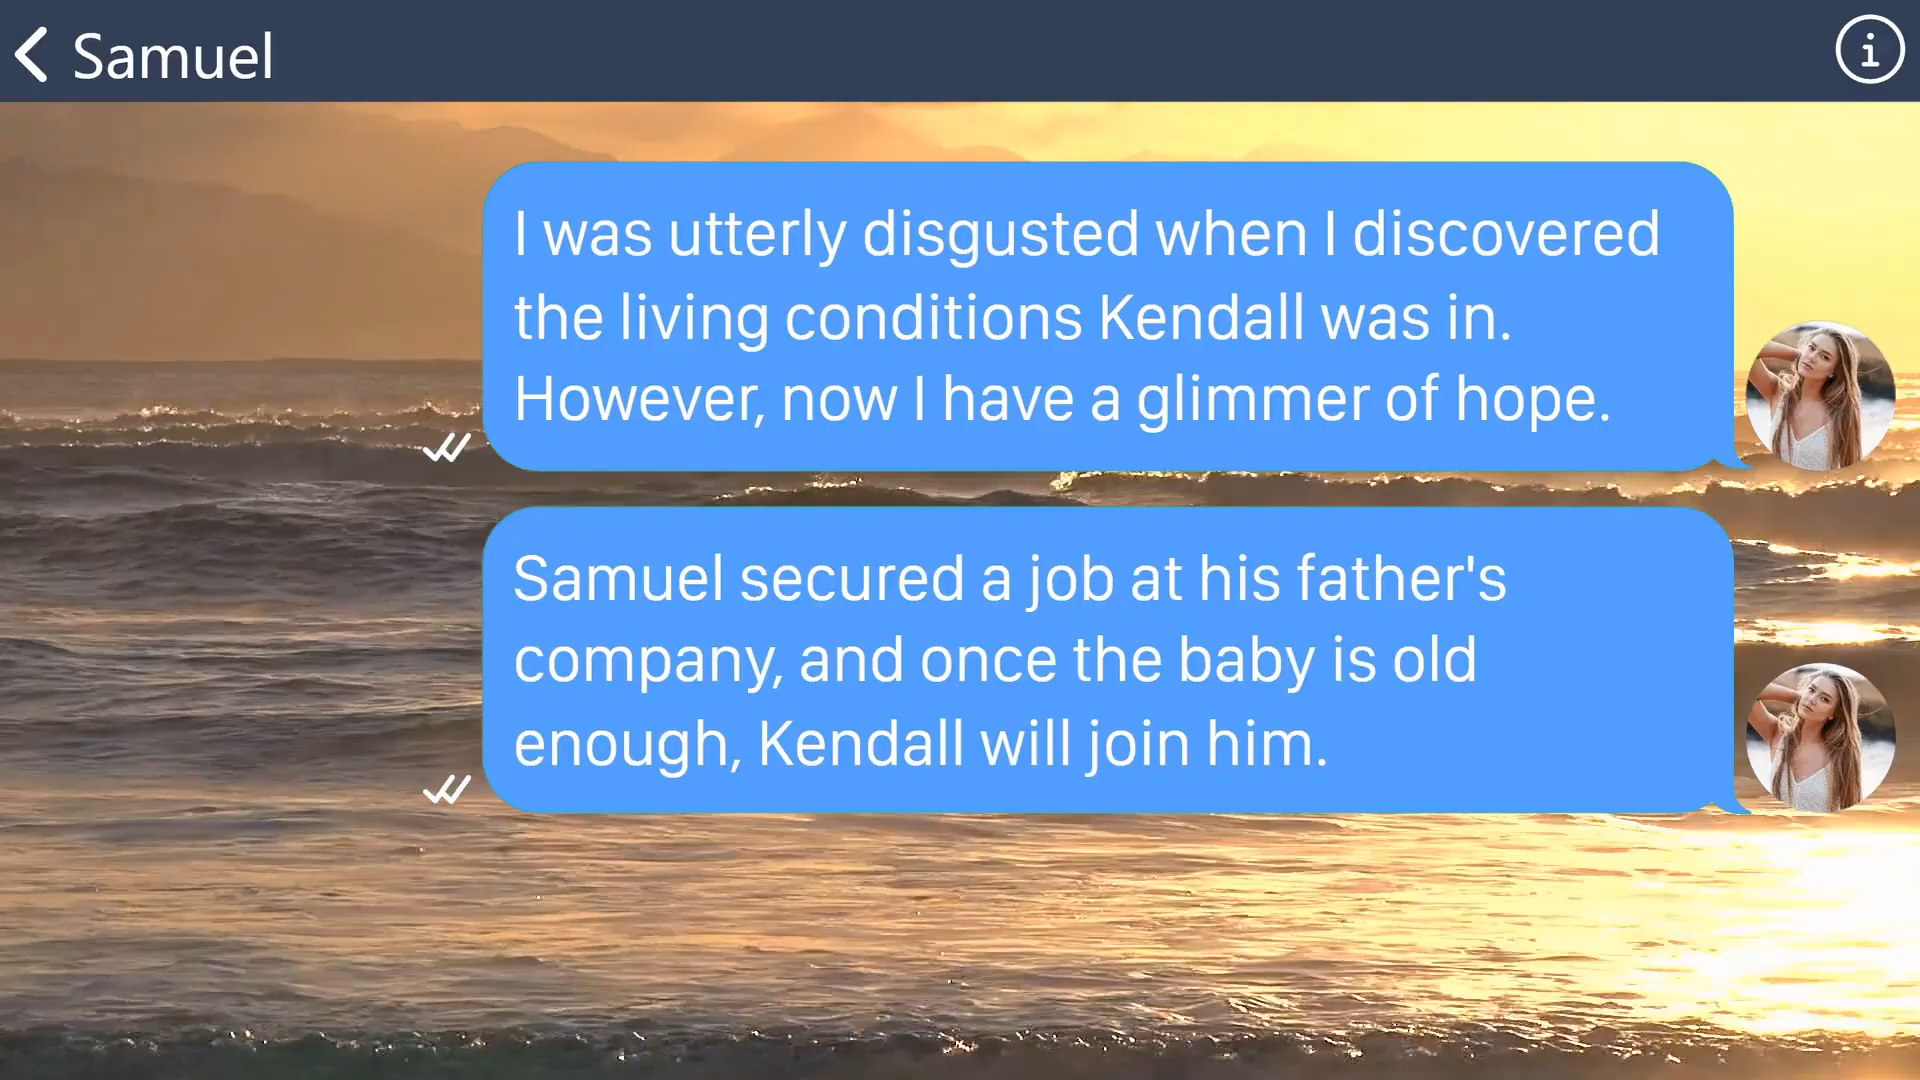 Samuel
I was utterly disgusted when I discovered
the living conditions Kendall was in.
However, now I have a glimmer of hope.
Samuel secured a job at his father's
company, and once the baby is old
enough, Kendall will join him.